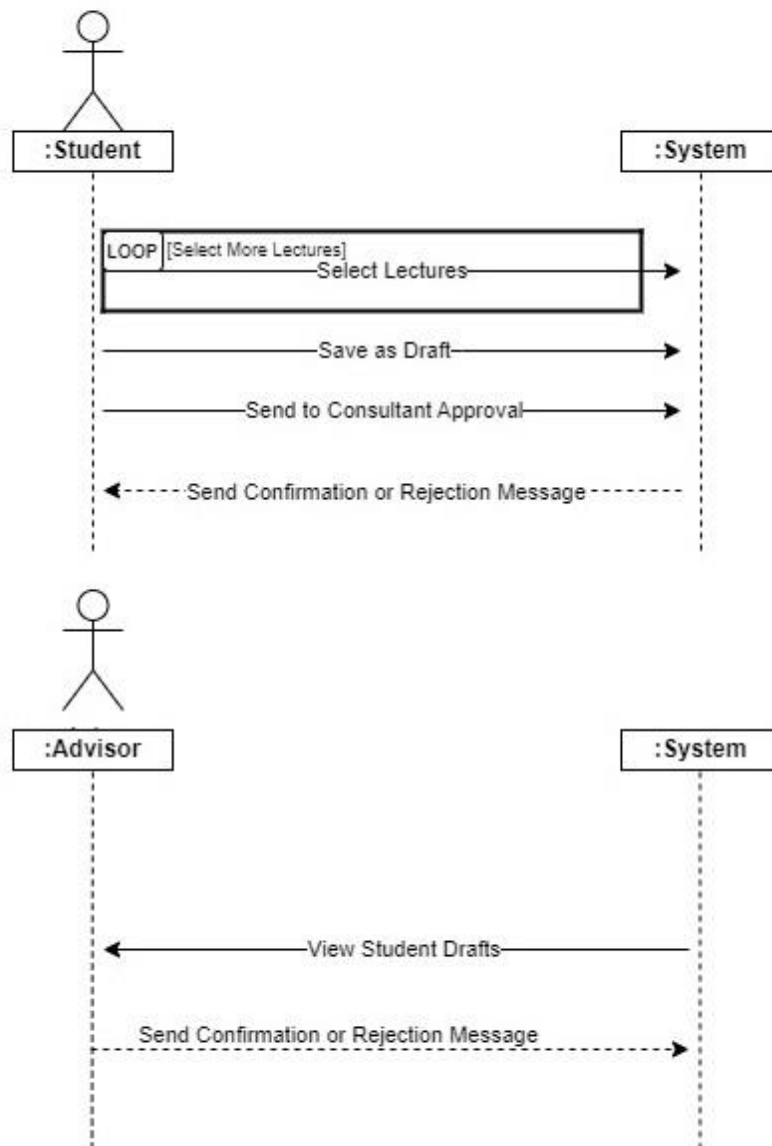 :Student
:System
LOOP [Select More Lectures]
Select Lectures
Save as Draft
Send to Consultant Approval
Send Confirmation or Rejection Message
:Advisor
:System
View Student Drafts
Send Confirmation or Rejection Message